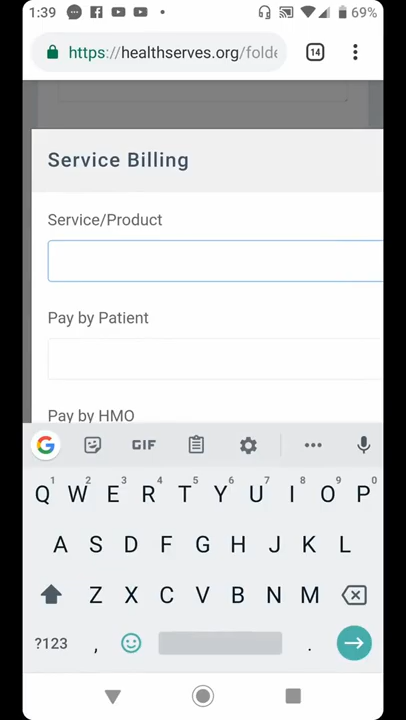 1:39 69%
https://healthserves.org/folde 14
Service Billing
Service/Product
Pay by Patient
Pay by HMO
G GIF
1 2 3 4 5 6 7 8 9 0
Q W E R T Y U I O P
A S D F G H J K L
Z X C V B N M
?123 , .